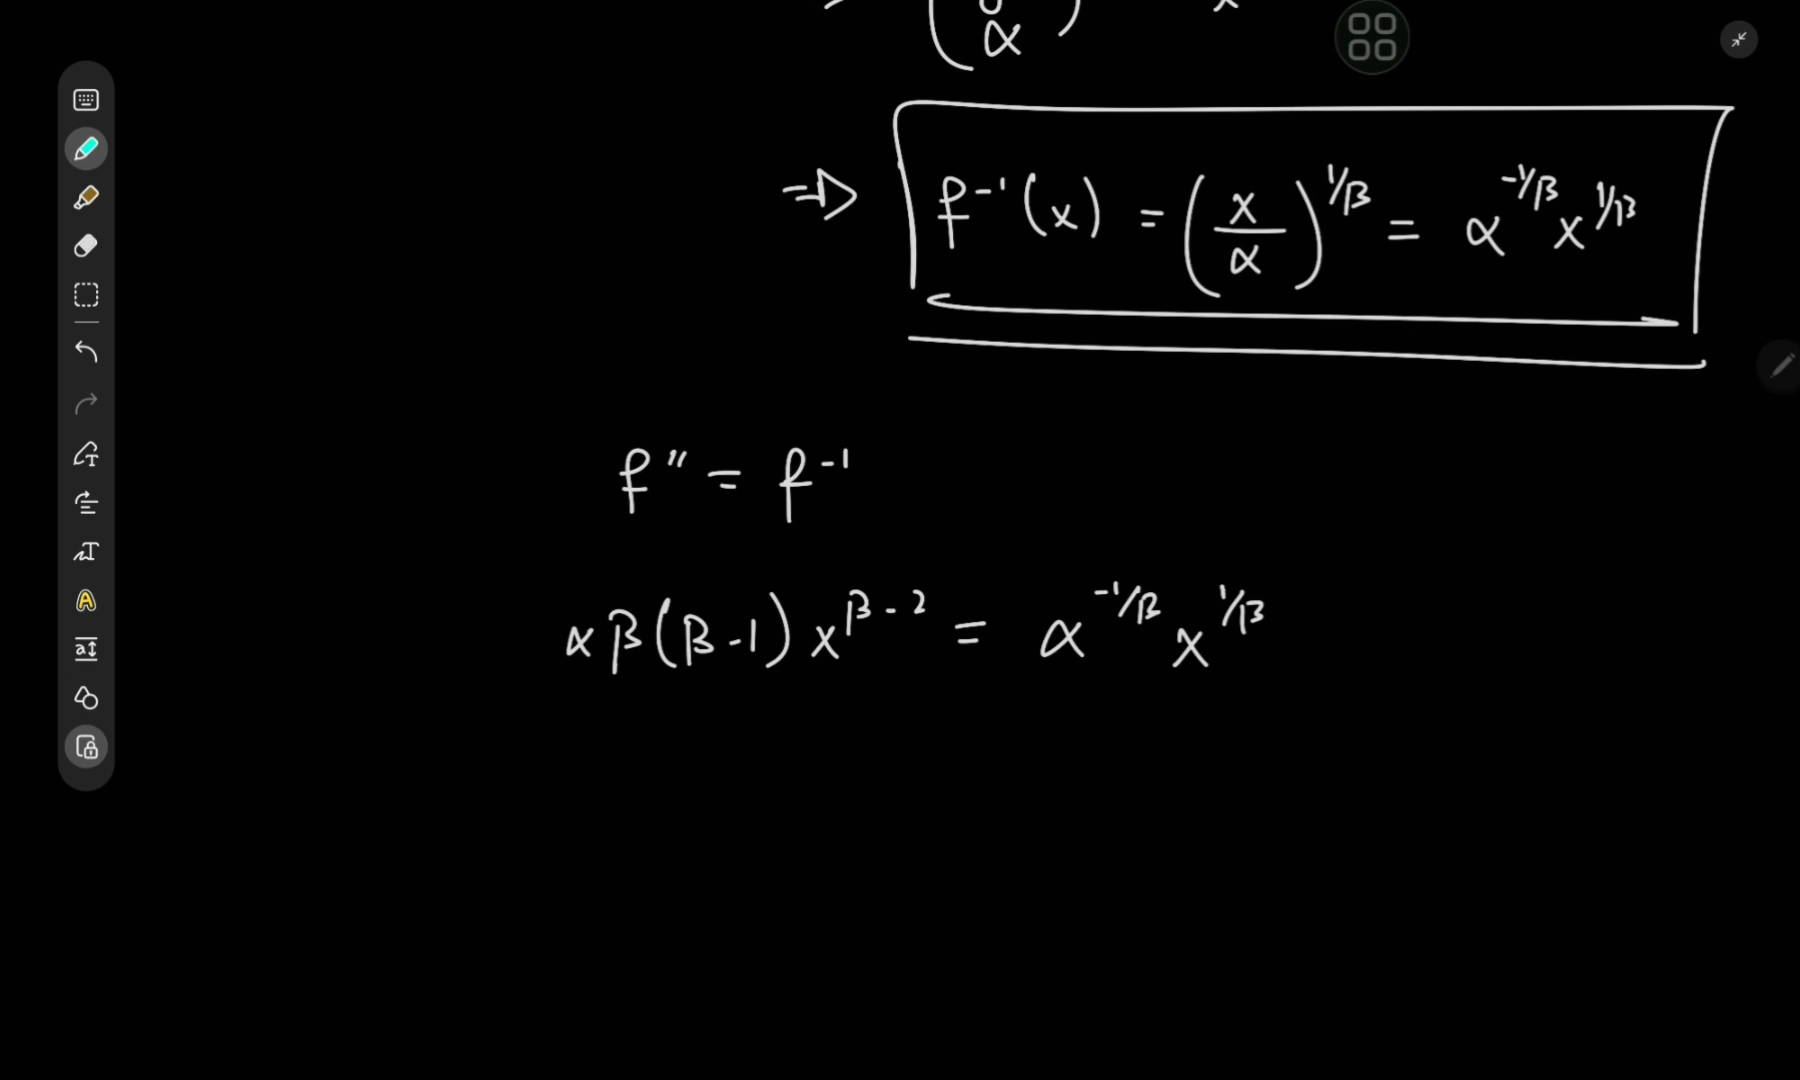 = (y/α) x
⇒ f⁻¹(x) = (x/α)^(1/β) = α^(-1/β) x^(1/β)
f'' = f⁻¹
αβ(β-1)x^(β-2) = α^(-1/β) x^(1/β)